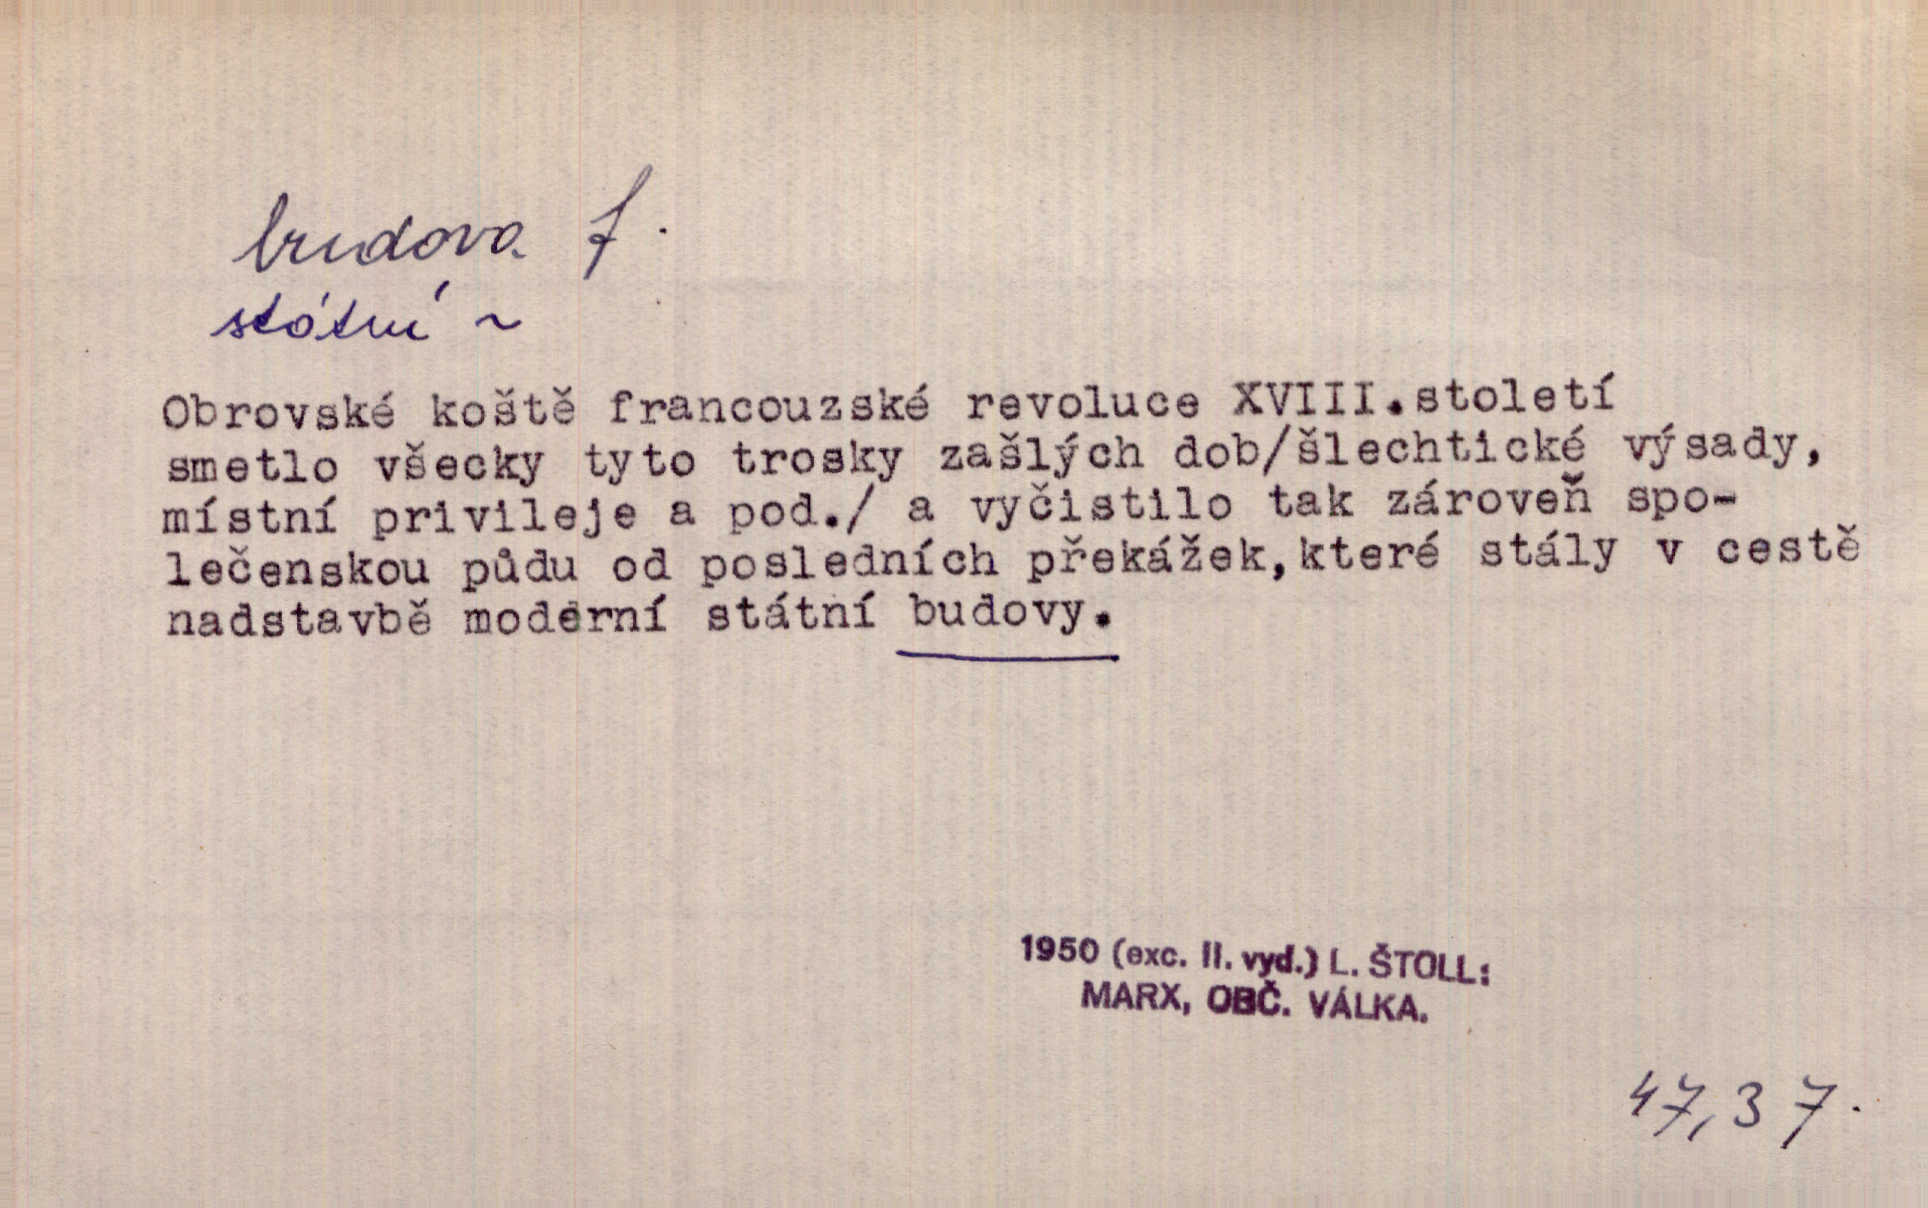 budova f.
státní ~
Obrovské koště francouzské revoluce XVIII.století
smetlo všecky tyto trosky zašlých dob/šlechtické výsady,
místní privileje a pod./ a vyčistilo tak zároveň spo-
lečenskou půdu od posledních překážek,které stály v cestě
nadstavbě moderní státní budovy.
1950 (exc. II. vyd.) L. ŠTOLL:
MARX, OBČ. VÁLKA.
47,37.